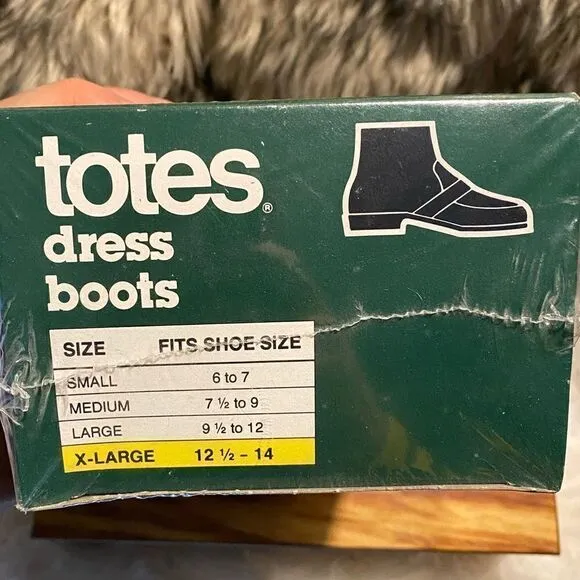 totes®
dress
boots
SIZE FITS SHOE SIZE
SMALL 6 to 7
MEDIUM 7 ½ to 9
LARGE 9 ½ to 12
X-LARGE 12 ½ - 14